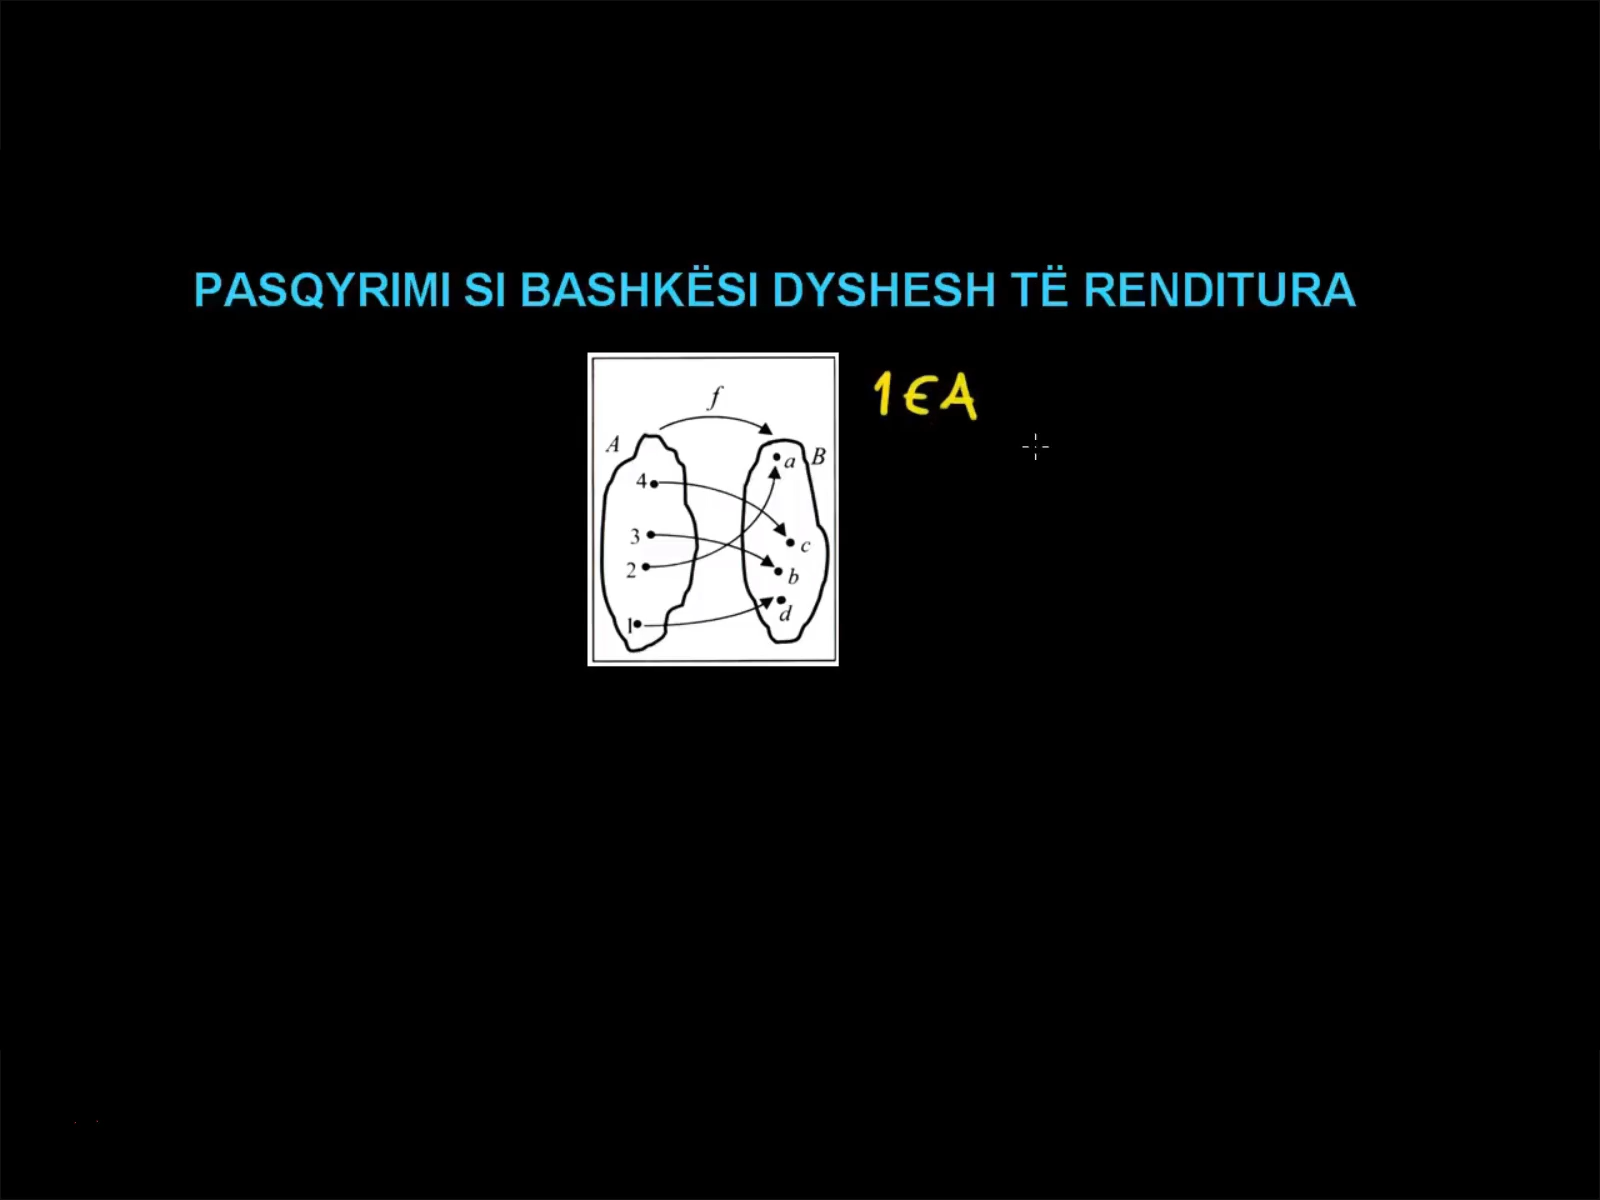 PASQYRIMI SI BASHKËSI DYSHESH TË RENDITURA
f
1 ∈ A
A
B
a
4
3
c
2
b
d
1